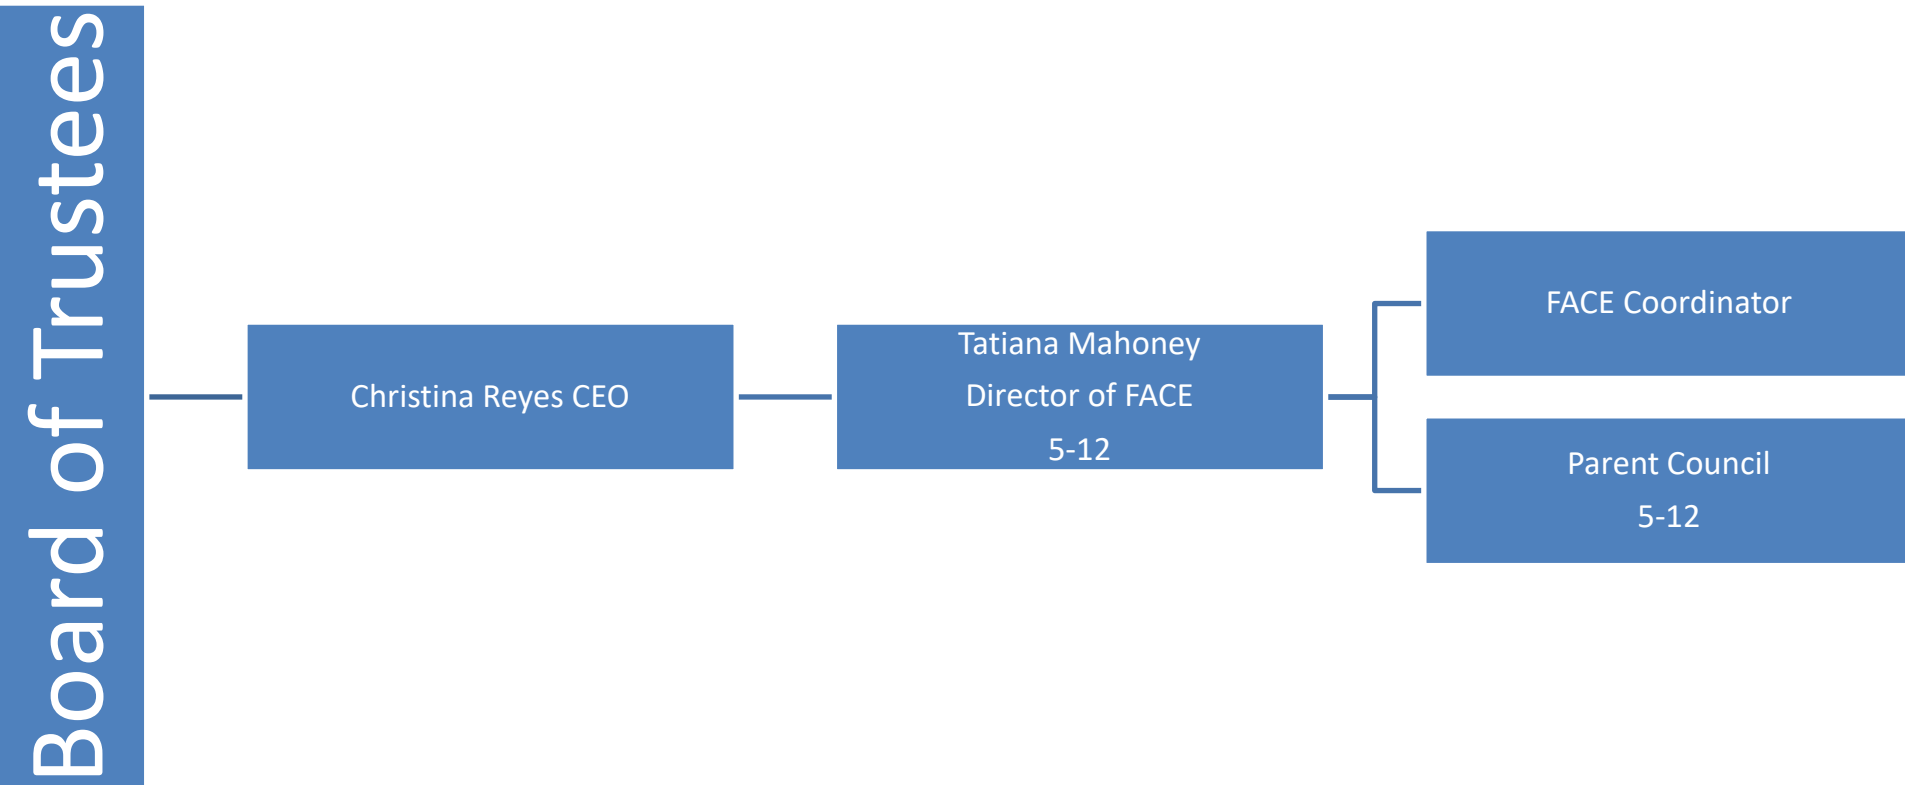 Board of Trustees
Christina Reyes CEO
Tatiana Mahoney
Director of FACE
5-12
FACE Coordinator
Parent Council
5-12